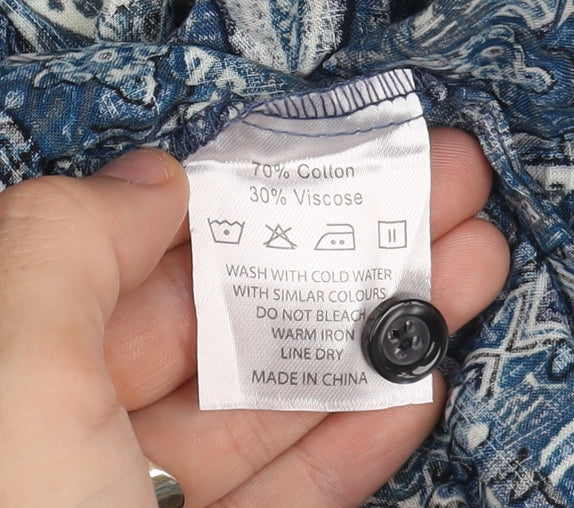 70% Cotton
30% Viscose
WASH WITH COLD WATER
WITH SIMLAR COLOURS
DO NOT BLEACH
WARM IRON
LINE DRY
MADE IN CHINA